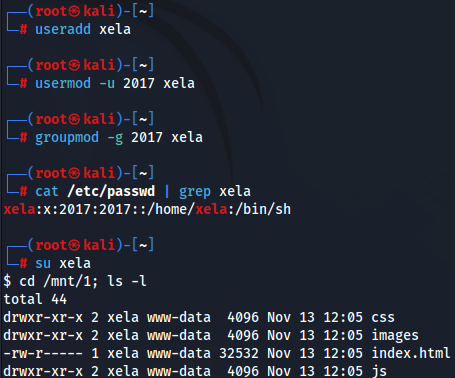 ┌──(root㉿kali)-[~]
└─# useradd xela
┌──(root㉿kali)-[~]
└─# usermod -u 2017 xela
┌──(root㉿kali)-[~]
└─# groupmod -g 2017 xela
┌──(root㉿kali)-[~]
└─# cat /etc/passwd | grep xela
xela:x:2017:2017::/home/xela:/bin/sh
┌──(root㉿kali)-[~]
└─# su xela
$ cd /mnt/1; ls -l
total 44
drwxr-xr-x 2 xela www-data  4096 Nov 13 12:05 css
drwxr-xr-x 2 xela www-data  4096 Nov 13 12:05 images
-rw-r----- 1 xela www-data 32532 Nov 13 12:05 index.html
drwxr-xr-x 2 xela www-data  4096 Nov 13 12:05 js